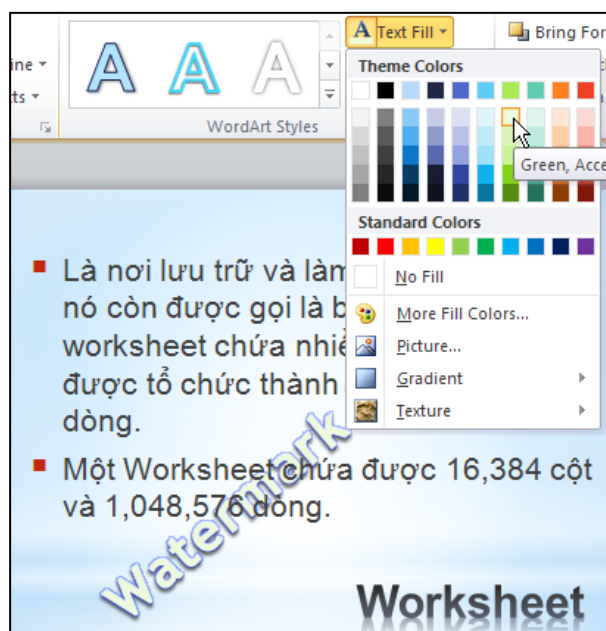 Text Fill
Bring For
ine
Theme Colors
ts
WordArt Styles
Green, Acce
Standard Colors
No Fill
More Fill Colors...
Picture...
Gradient
Texture
Là nơi lưu trữ và làm
nó còn được gọi là b
worksheet chứa nhiề
được tổ chức thành
dòng.
Một Worksheet chứa được 16,384 cột
và 1,048,576 dòng.
Watermark
Worksheet